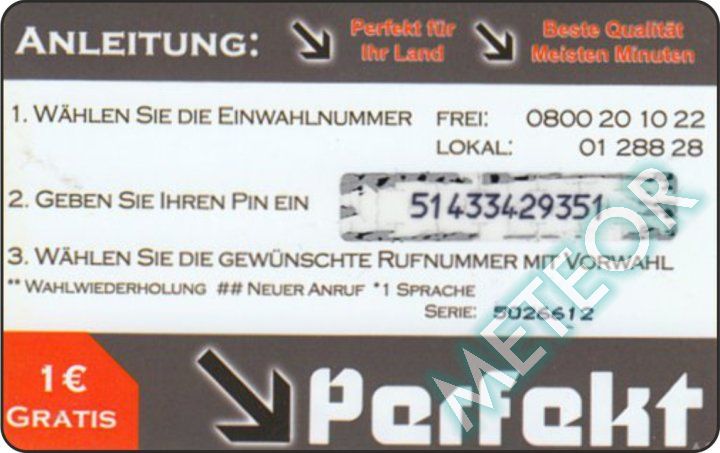 ANLEITUNG:
Perfekt für
Ihr Land
Beste Qualität
Meisten Minuten
1. WÄHLEN SIE DIE EINWAHLNUMMER FREI: 0800 20 10 22
LOKAL: 01 288 28
2. GEBEN SIE IHREN PIN EIN 51433429351
3. WÄHLEN SIE DIE GEWÜNSCHTE RUFNUMMER MIT VORWAHL
** WAHLWIEDERHOLUNG ## NEUER ANRUF *1 SPRACHE
SERIE: 5026612
METEOR
1 €
GRATIS
Perfekt